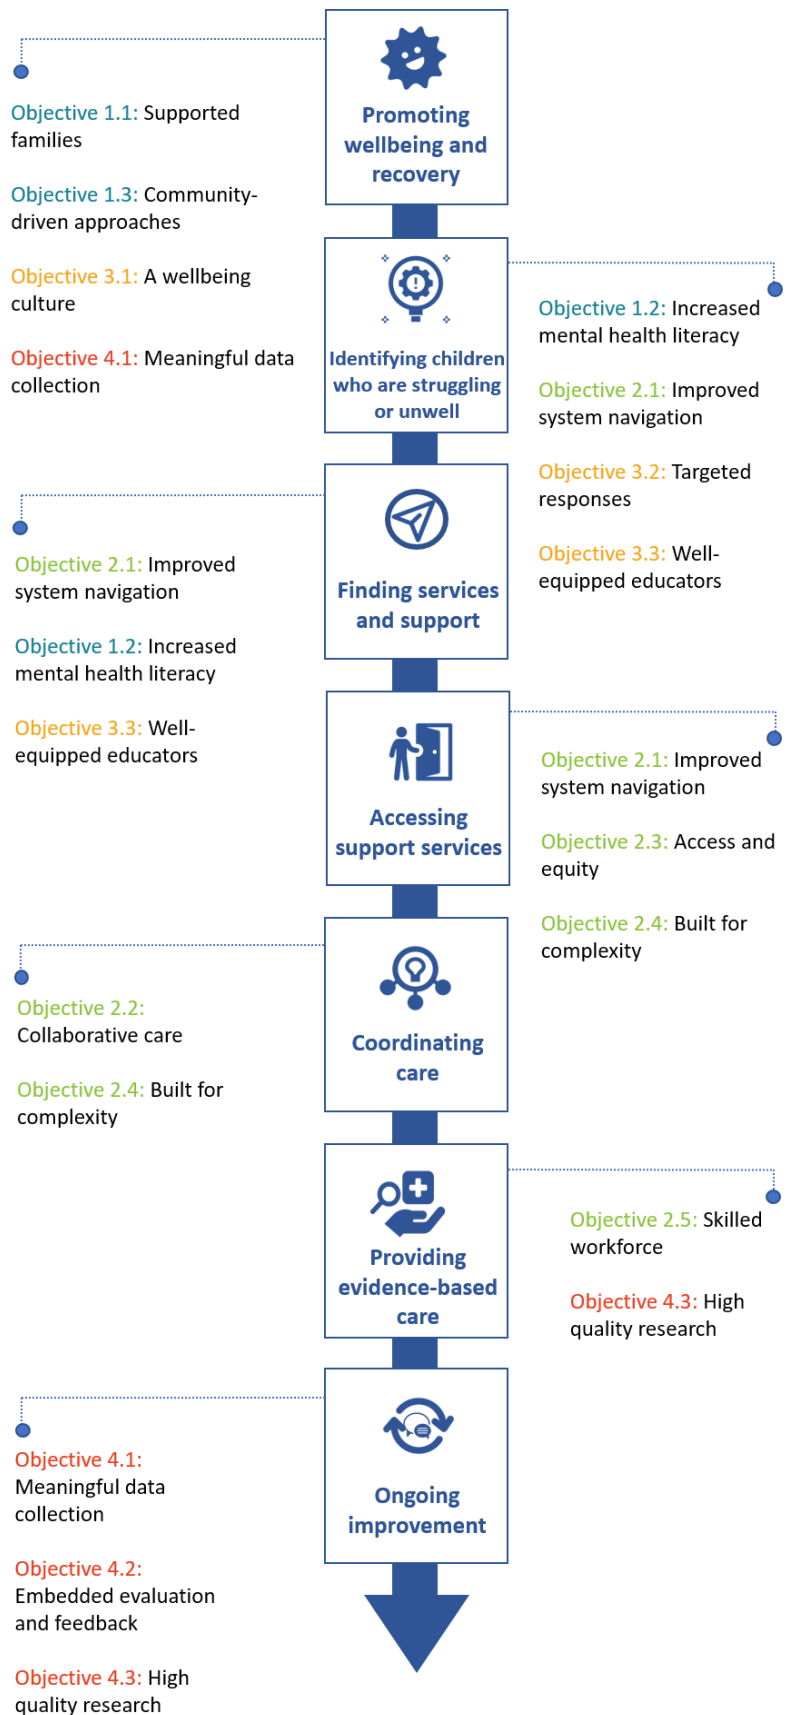 Promoting
wellbeing and
recovery
Objective 1.1: Supported
families
Objective 1.3: Community-
driven approaches
Objective 3.1: A wellbeing
culture
Objective 4.1: Meaningful data
collection
Identifying children
who are struggling
or unwell
Objective 1.2: Increased
mental health literacy
Objective 2.1: Improved
system navigation
Objective 3.2: Targeted
responses
Objective 3.3: Well-
equipped educators
Finding services
and support
Objective 2.1: Improved
system navigation
Objective 1.2: Increased
mental health literacy
Objective 3.3: Well-
equipped educators
Accessing
support services
Objective 2.1: Improved
system navigation
Objective 2.3: Access and
equity
Objective 2.4: Built for
complexity
Coordinating
care
Objective 2.2:
Collaborative care
Objective 2.4: Built for
complexity
Providing
evidence-based
care
Objective 2.5: Skilled
workforce
Objective 4.3: High
quality research
Ongoing
improvement
Objective 4.1:
Meaningful data
collection
Objective 4.2:
Embedded evaluation
and feedback
Objective 4.3: High
quality research